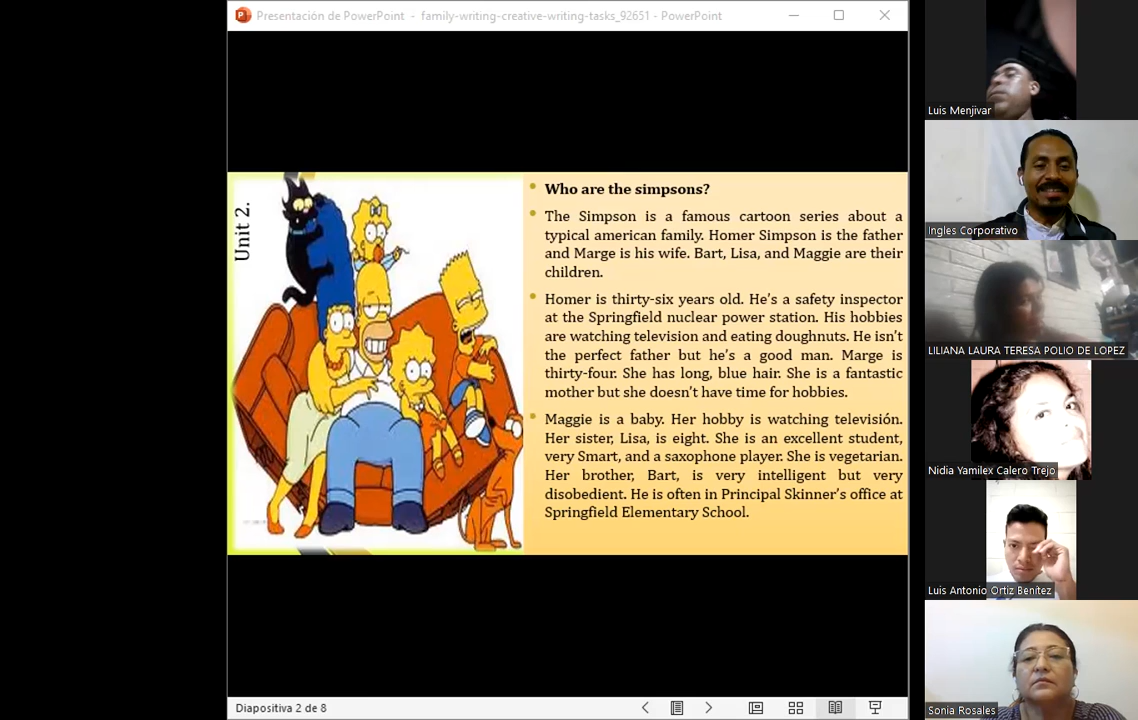 Presentación de PowerPoint - family-writing-creative-writing-tasks_92651 - PowerPoint
Unit 2.
Who are the simpsons?
The Simpson is a famous cartoon series about a
typical american family. Homer Simpson is the father
and Marge is his wife. Bart, Lisa, and Maggie are their
children.
Homer is thirty-six years old. He's a safety inspector
at the Springfield nuclear power station. His hobbies
are watching television and eating doughnuts. He isn't
the perfect father but he's a good man. Marge is
thirty-four. She has long, blue hair. She is a fantastic
mother but she doesn't have time for hobbies.
Maggie is a baby. Her hobby is watching televisión.
Her sister, Lisa, is eight. She is an excellent student,
very Smart, and a saxophone player. She is vegetarian.
Her brother, Bart, is very intelligent but very
disobedient. He is often in Principal Skinner's office at
Springfield Elementary School.
Diapositiva 2 de 8
Luis Menjivar
Ingles Corporativo
LILIANA LAURA TERESA POLIO DE LOPEZ
Nidia Yamilex Calero Trejo
Luis Antonio Ortiz Benítez
Sonia Rosales